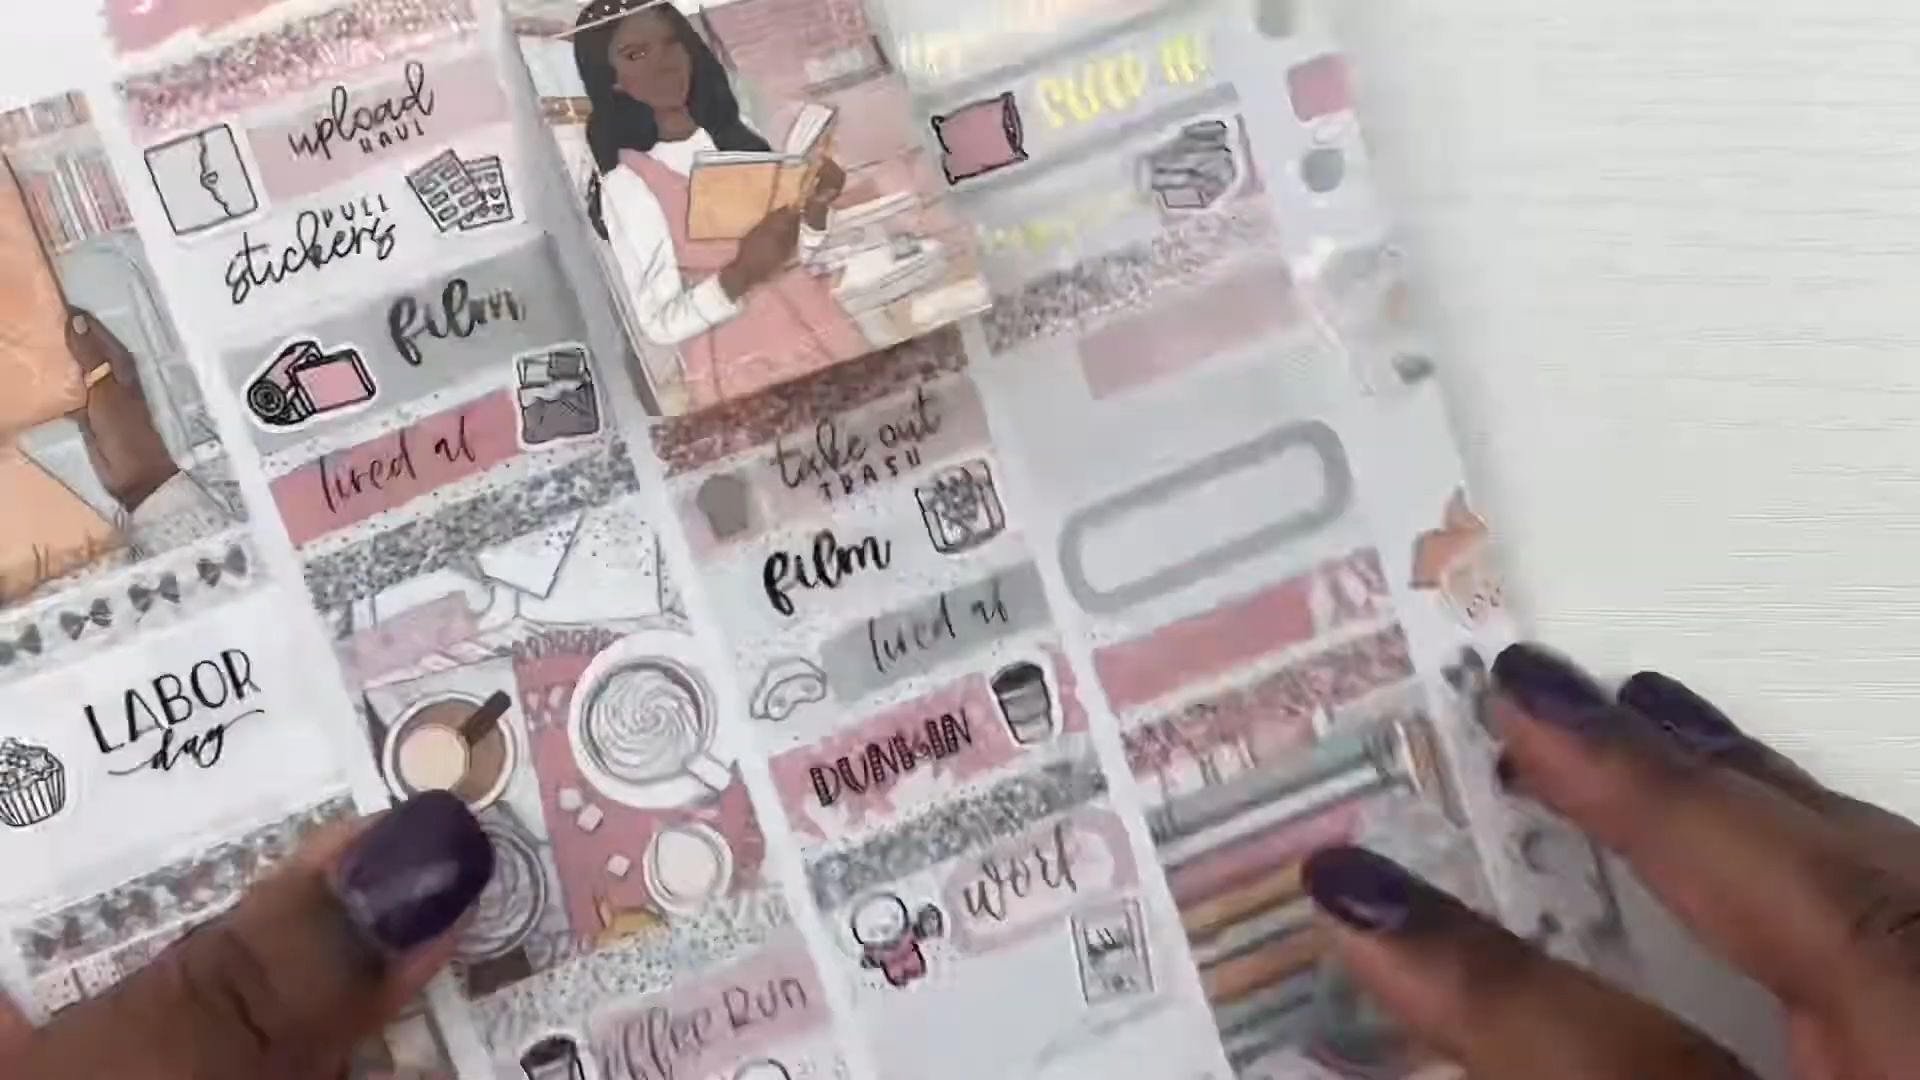 upload
HAUL
PULL
stickers
film
tired af
LABOR
day
take out
TRASH
film
tired af
DUNKIN
work
coffee Run